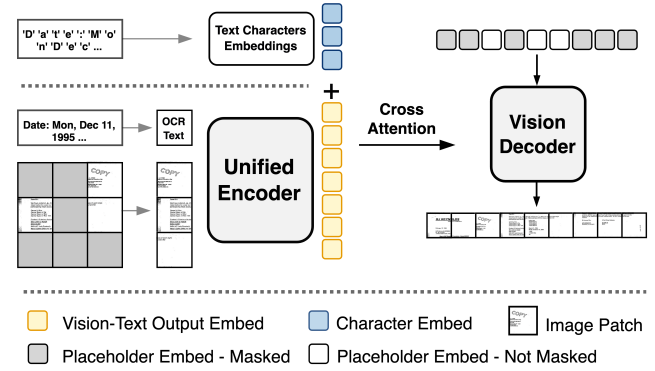 'D' 'a' 't' 'e' ':' 'M' 'o'
'n' 'D' 'e' 'c' ...
Text Characters
Embeddings
Date: Mon, Dec 11,
1995 ...
OCR
Text
Unified
Encoder
+
Cross
Attention
Vision
Decoder
COPY
COPY
COPY
Vision-Text Output Embed
Character Embed
COPY
Image Patch
Placeholder Embed - Masked
Placeholder Embed - Not Masked